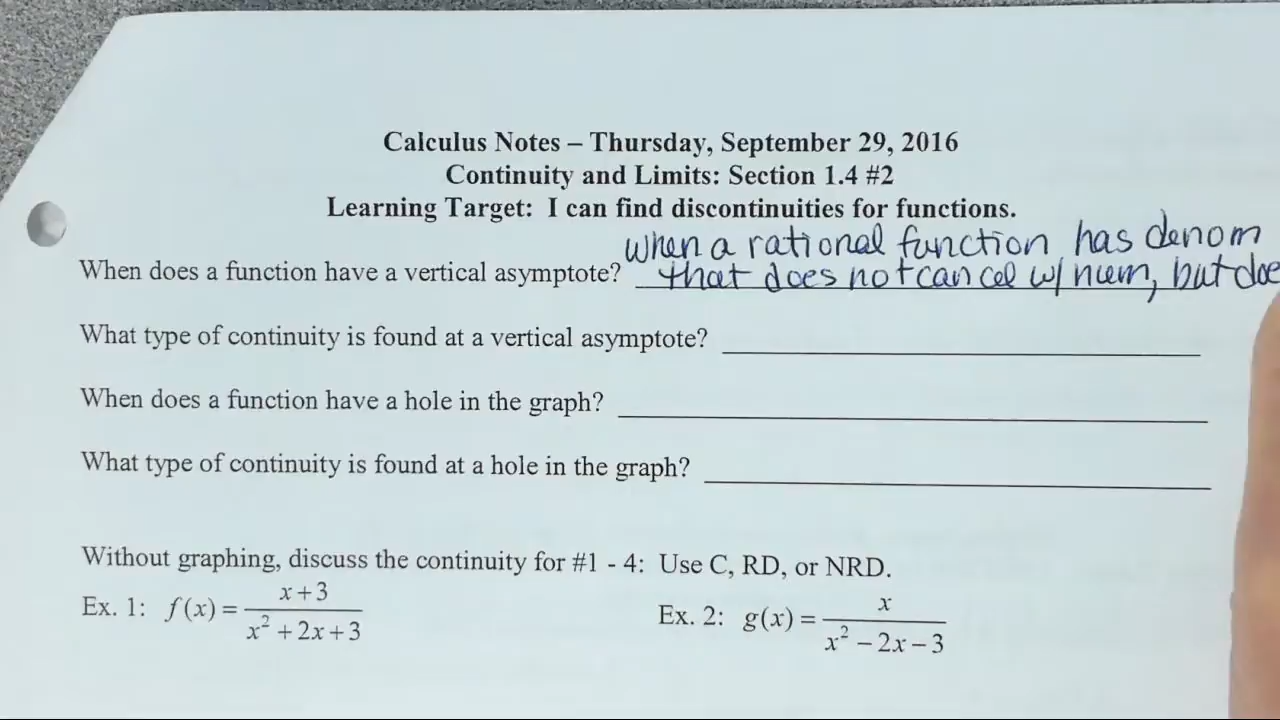 Calculus Notes – Thursday, September 29, 2016
Continuity and Limits: Section 1.4 #2
Learning Target: I can find discontinuities for functions.
when a rational function has denom
When does a function have a vertical asymptote? that does not cancel w/ num, but doe
What type of continuity is found at a vertical asymptote?
When does a function have a hole in the graph?
What type of continuity is found at a hole in the graph?
Without graphing, discuss the continuity for #1 - 4: Use C, RD, or NRD.
Ex. 1: f(x) = (x+3)/(x²+2x+3) Ex. 2: g(x) = x/(x²−2x−3)